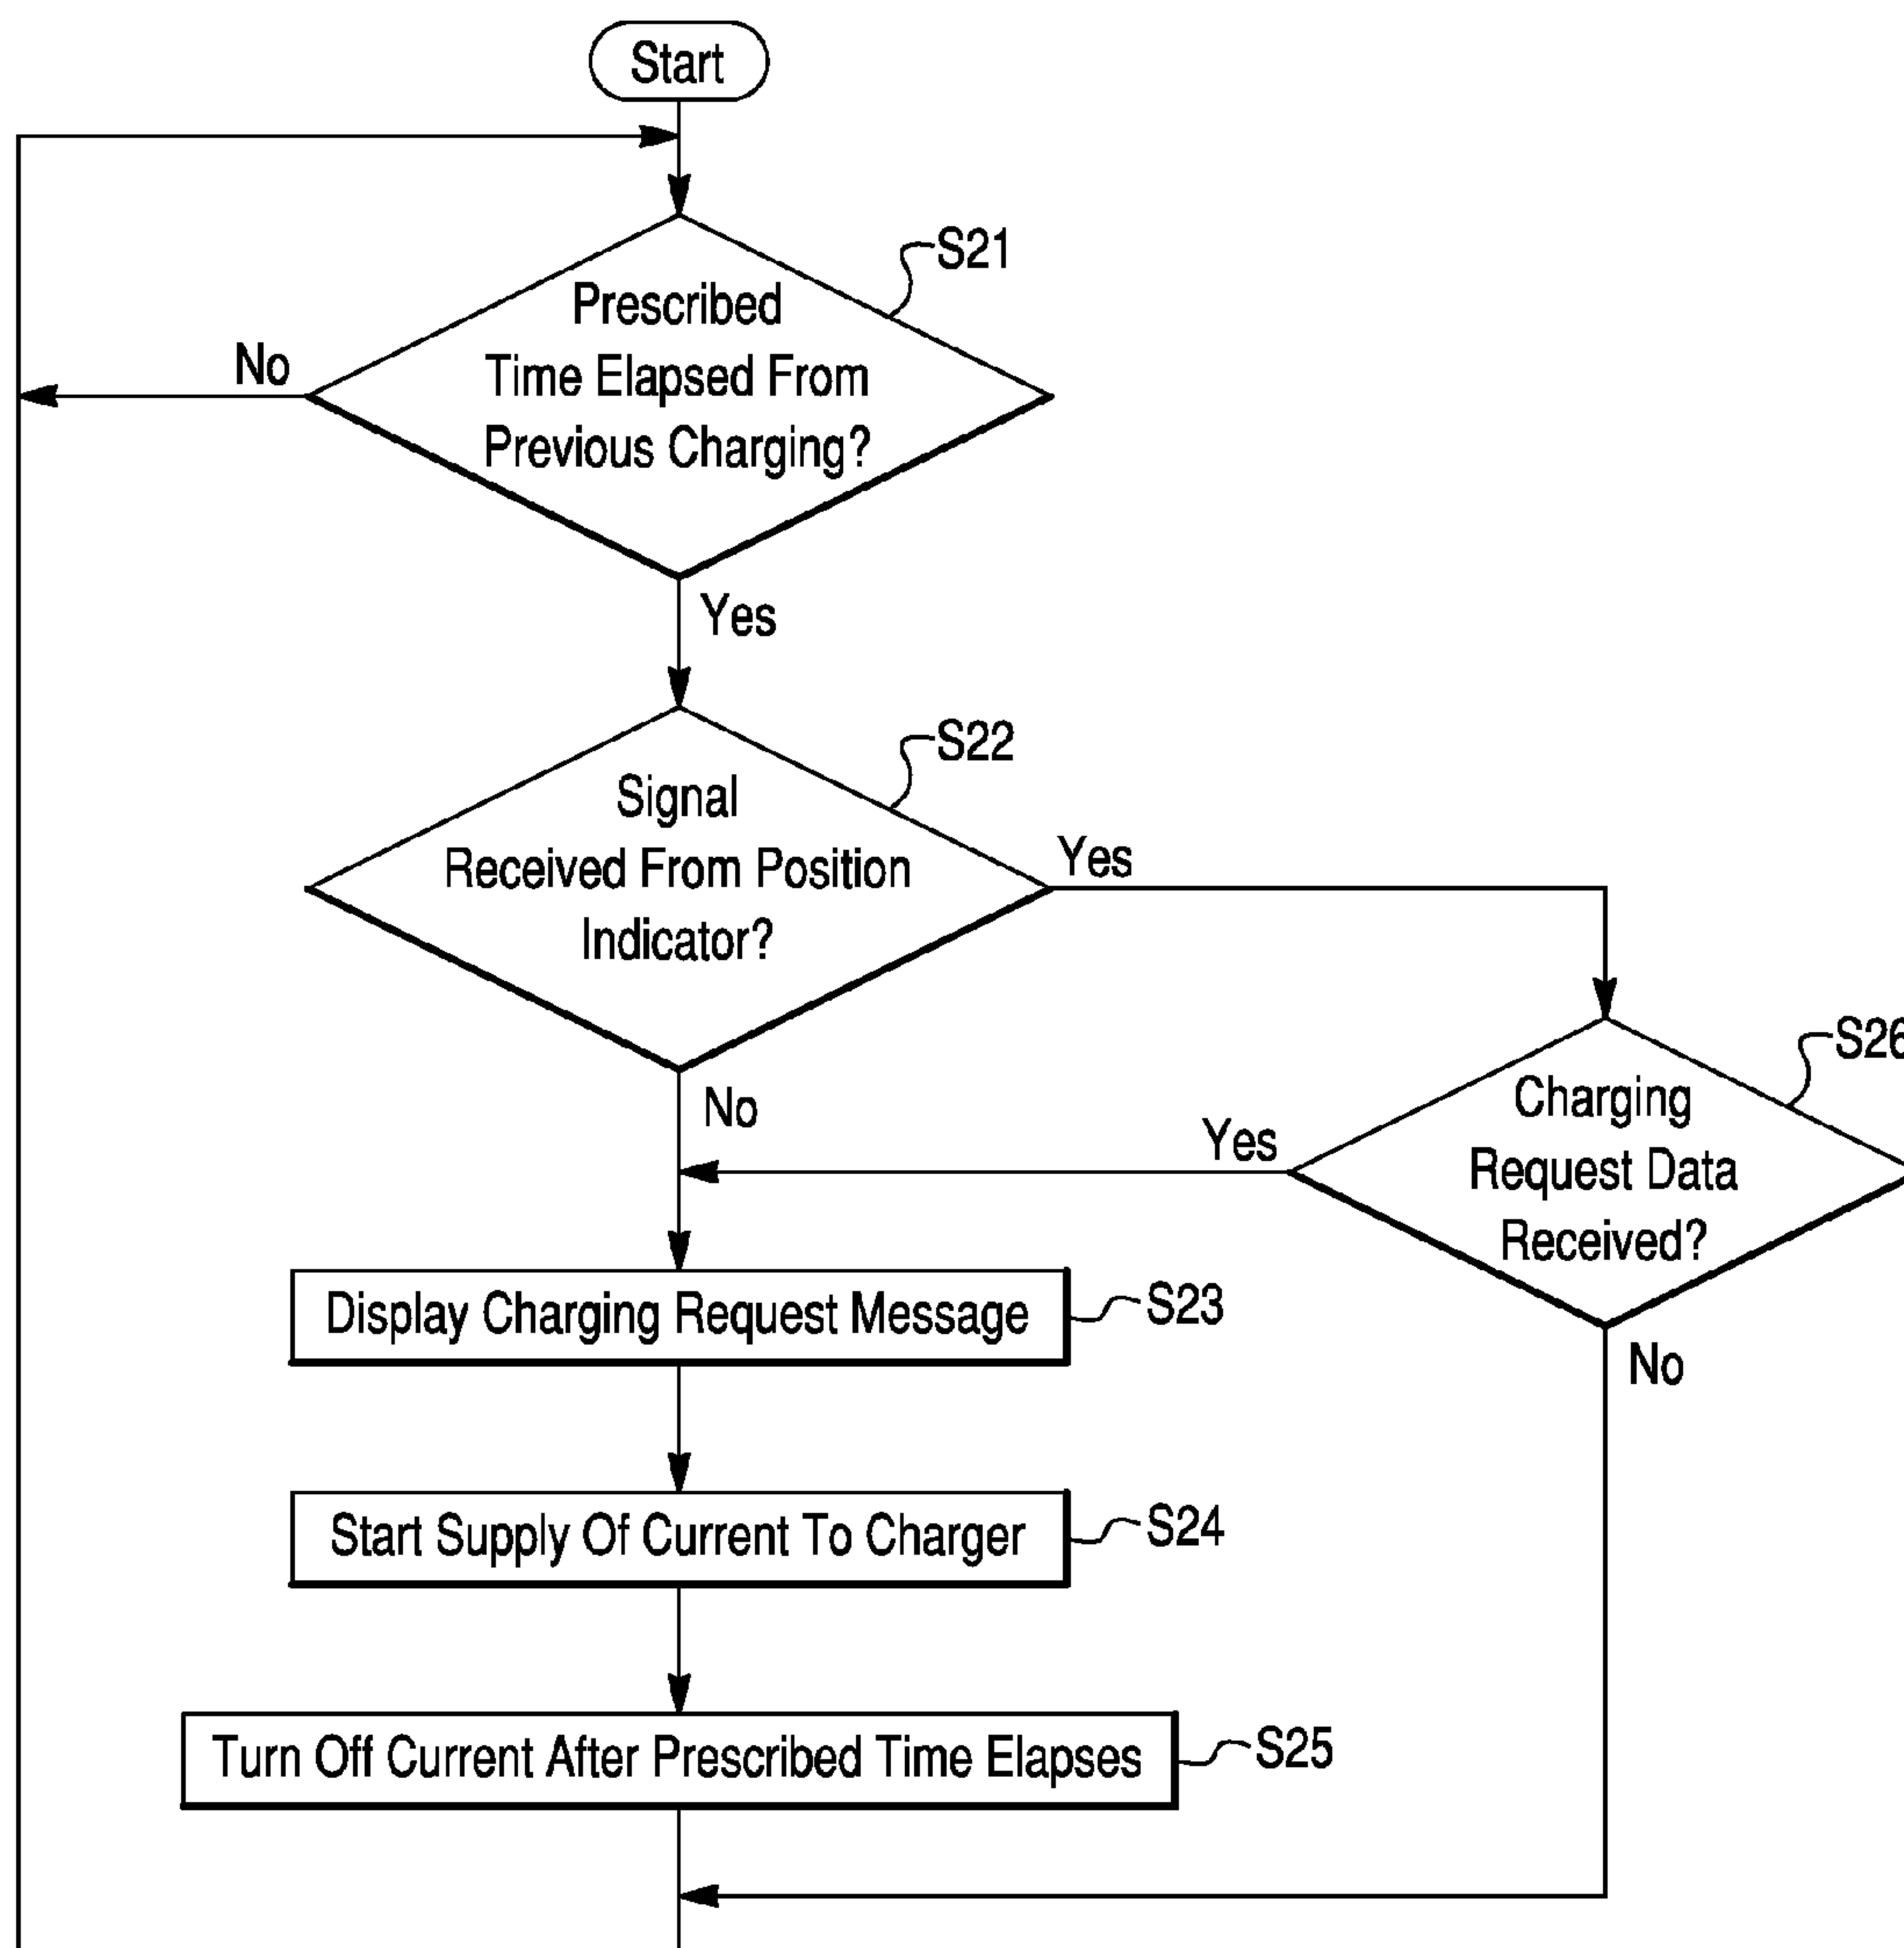 Start
S21
Prescribed
Time Elapsed From
Previous Charging?
No
Yes
S22
Signal
Received From Position
Indicator?
Yes
No
S26
Charging
Request Data
Received?
Yes
No
Display Charging Request Message
S23
Start Supply Of Current To Charger
S24
Turn Off Current After Prescribed Time Elapses
S25